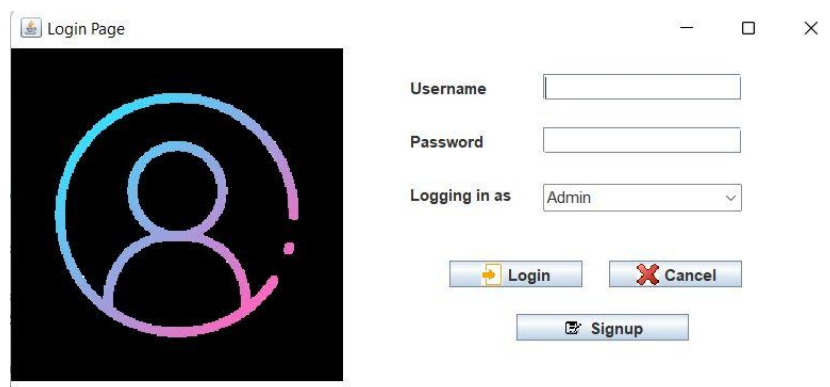 Login Page
Username
Password
Logging in as Admin
Login Cancel
Signup